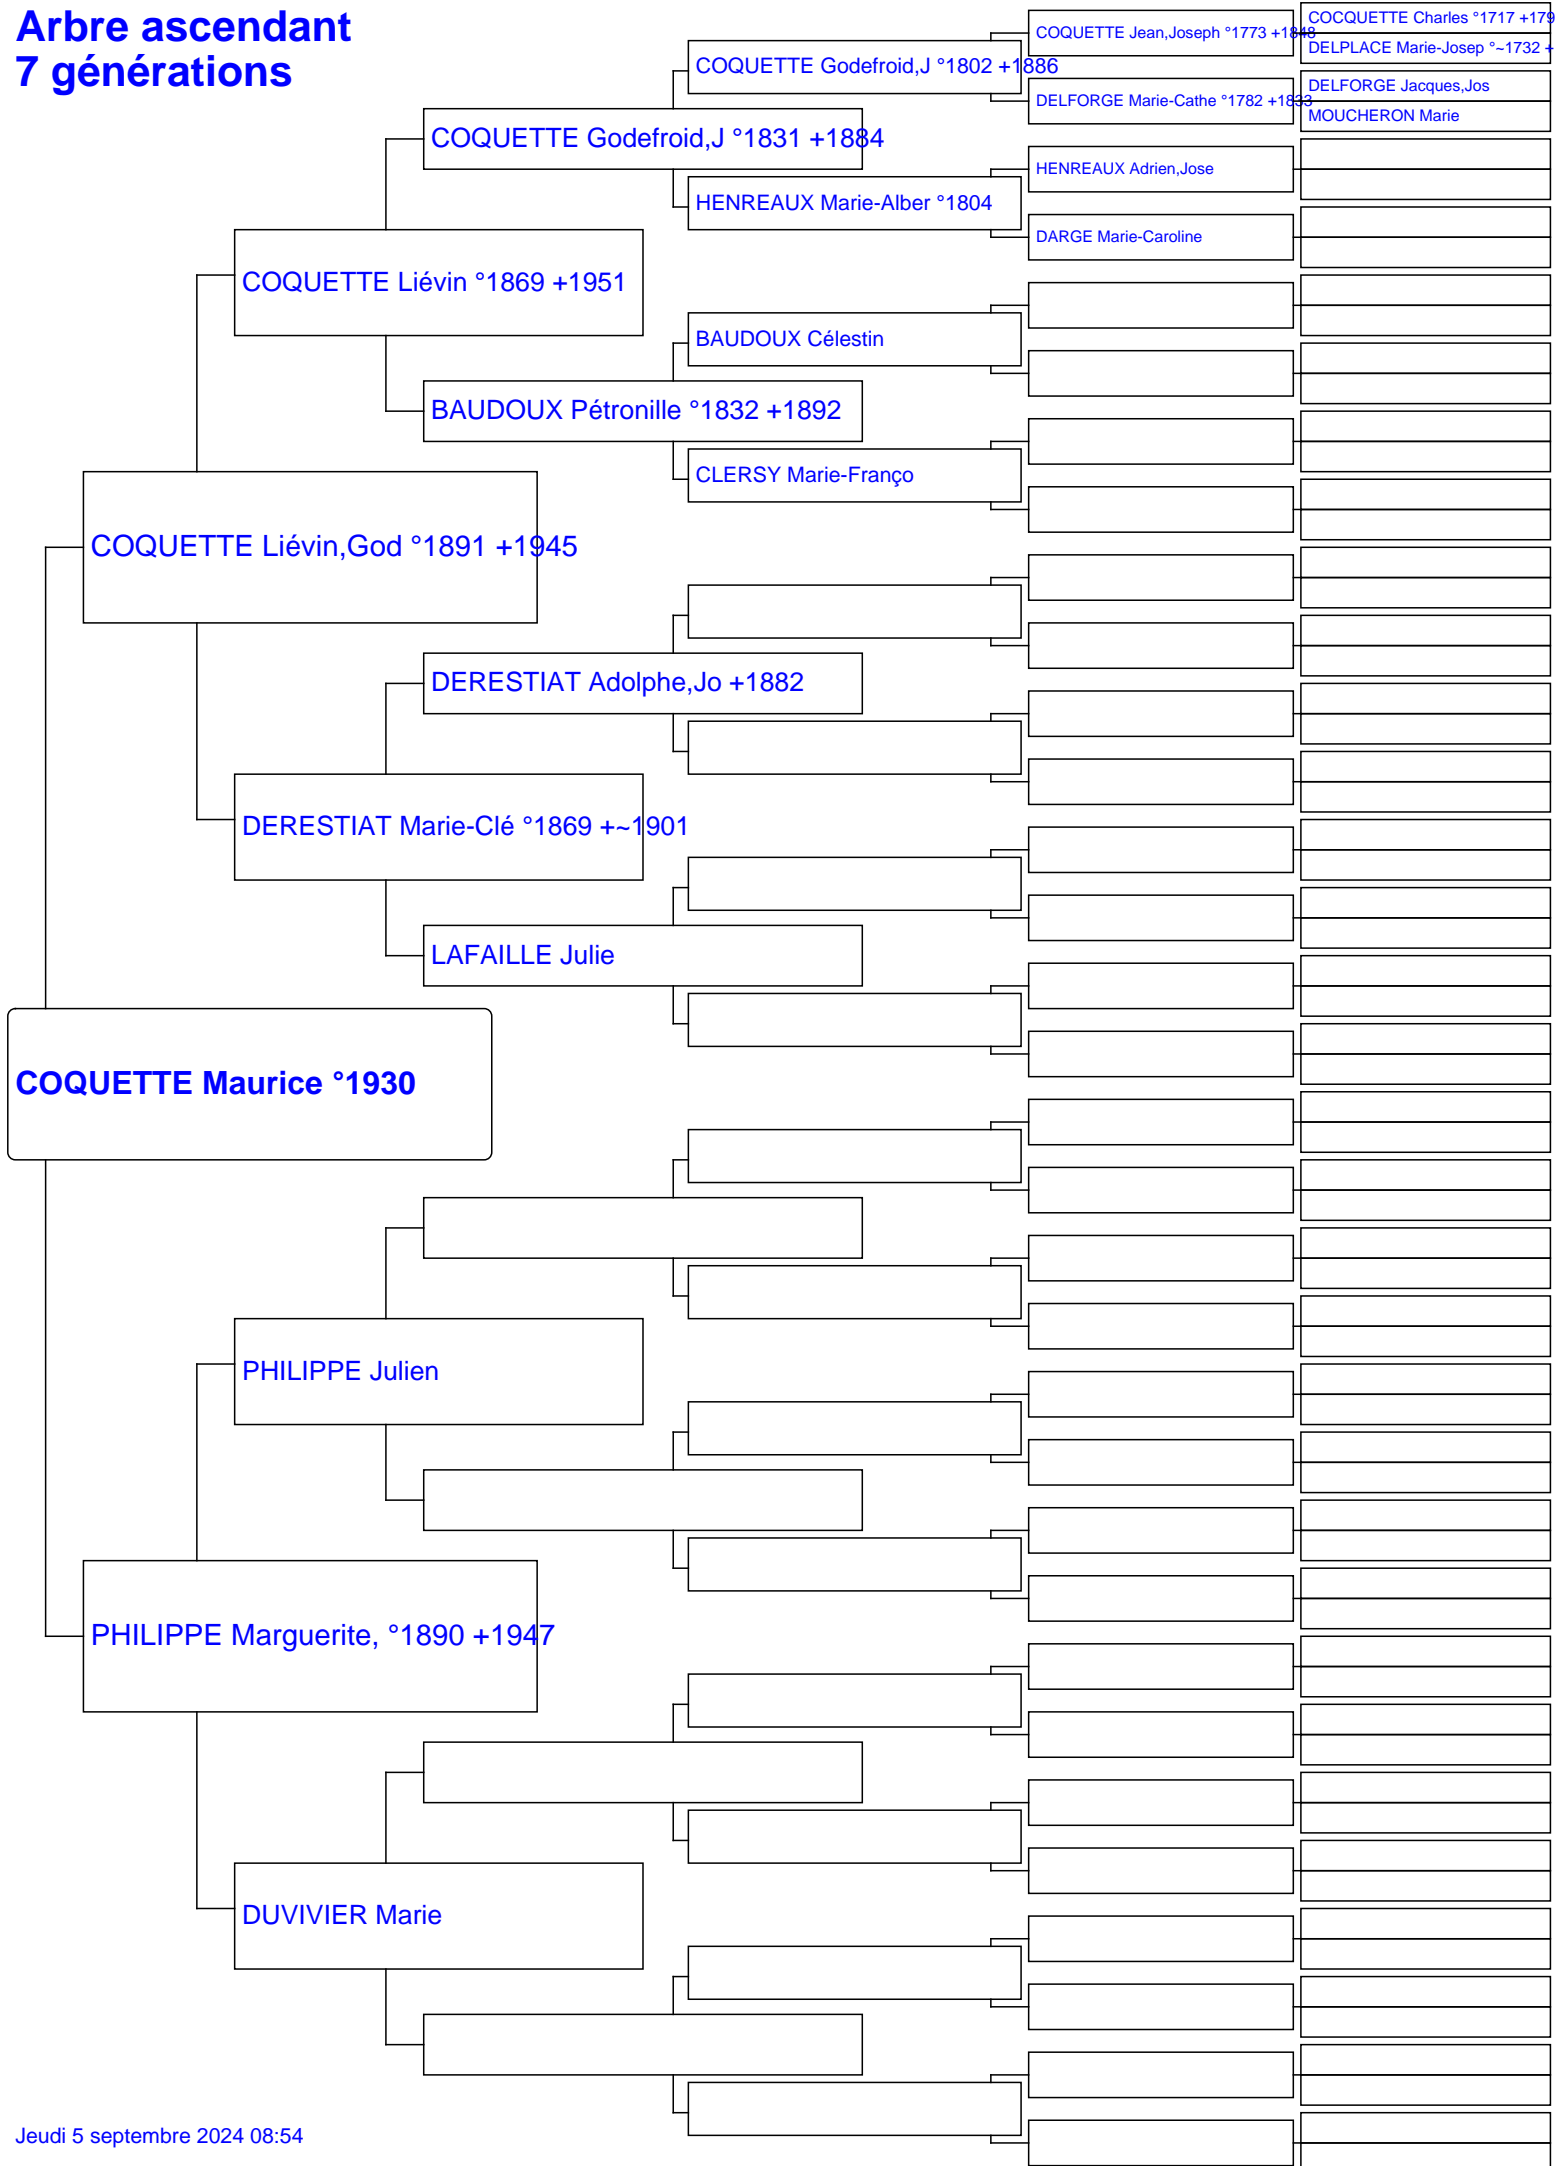 Arbre ascendant
7 générations
COCQUETTE Charles °1717 +179
COQUETTE Jean,Joseph °1773 +1848
DELPLACE Marie-Josep °~1732 +
COQUETTE Godefroid,J °1802 +1886
DELFORGE Jacques,Jos
DELFORGE Marie-Cathe °1782 +1833
MOUCHERON Marie
COQUETTE Godefroid,J °1831 +1884
HENREAUX Adrien,Jose
HENREAUX Marie-Alber °1804
DARGE Marie-Caroline
COQUETTE Liévin °1869 +1951
BAUDOUX Célestin
BAUDOUX Pétronille °1832 +1892
CLERSY Marie-Franço
COQUETTE Liévin,God °1891 +1945
DERESTIAT Adolphe,Jo +1882
DERESTIAT Marie-Clé °1869 +~1901
LAFAILLE Julie
COQUETTE Maurice °1930
PHILIPPE Julien
PHILIPPE Marguerite, °1890 +1947
DUVIVIER Marie
Jeudi 5 septembre 2024 08:54